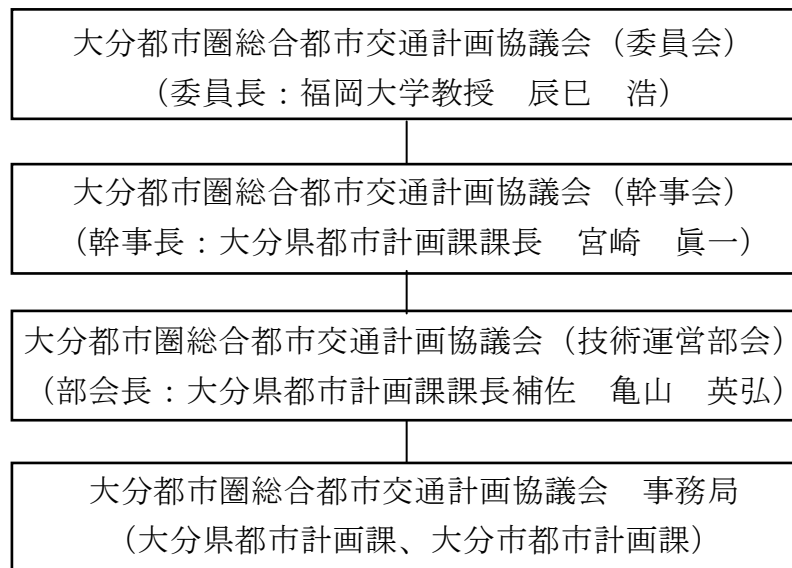 大分都市圏総合都市交通計画協議会（委員会）
（委員長：福岡大学教授　辰巳　浩）
大分都市圏総合都市交通計画協議会（幹事会）
（幹事長：大分県都市計画課課長　宮崎　眞一）
大分都市圏総合都市交通計画協議会（技術運営部会）
（部会長：大分県都市計画課課長補佐　亀山　英弘）
大分都市圏総合都市交通計画協議会　事務局
（大分県都市計画課、大分市都市計画課）